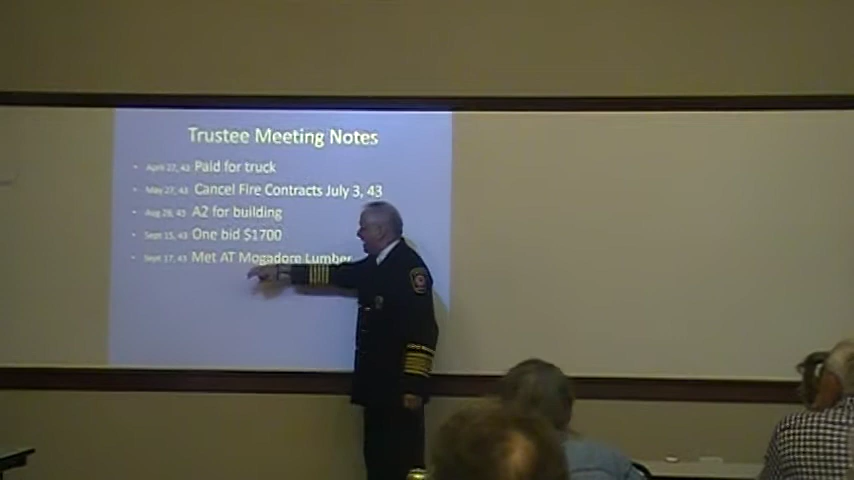 Trustee Meeting Notes
• April 27, 43 Paid for truck
• May 27, 43 Cancel Fire Contracts July 3, 43
• Aug 28, 43 A2 for building
• Sept 15, 43 One bid $1700
• Sept 17, 43 Met AT Mogadore Lumber